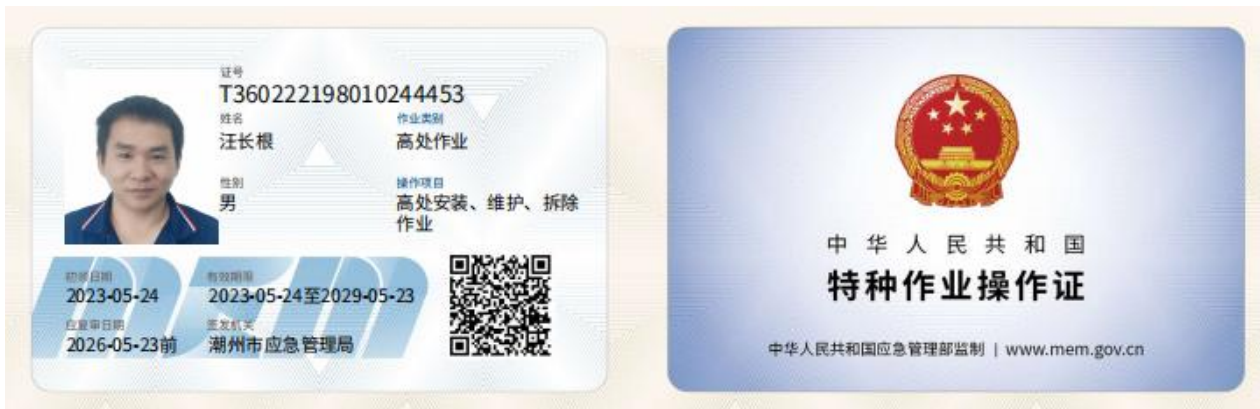 证号
T360222198010244453
姓名
作业类别
汪长根
高处作业
性别
操作项目
男
高处安装、维护、拆除
作业
初领日期
有效期限
2023-05-24
2023-05-24至2029-05-23
应复审日期
签发机关
2026-05-23前
潮州市应急管理局
中华人民共和国
特种作业操作证
中华人民共和国应急管理部监制 | www.mem.gov.cn